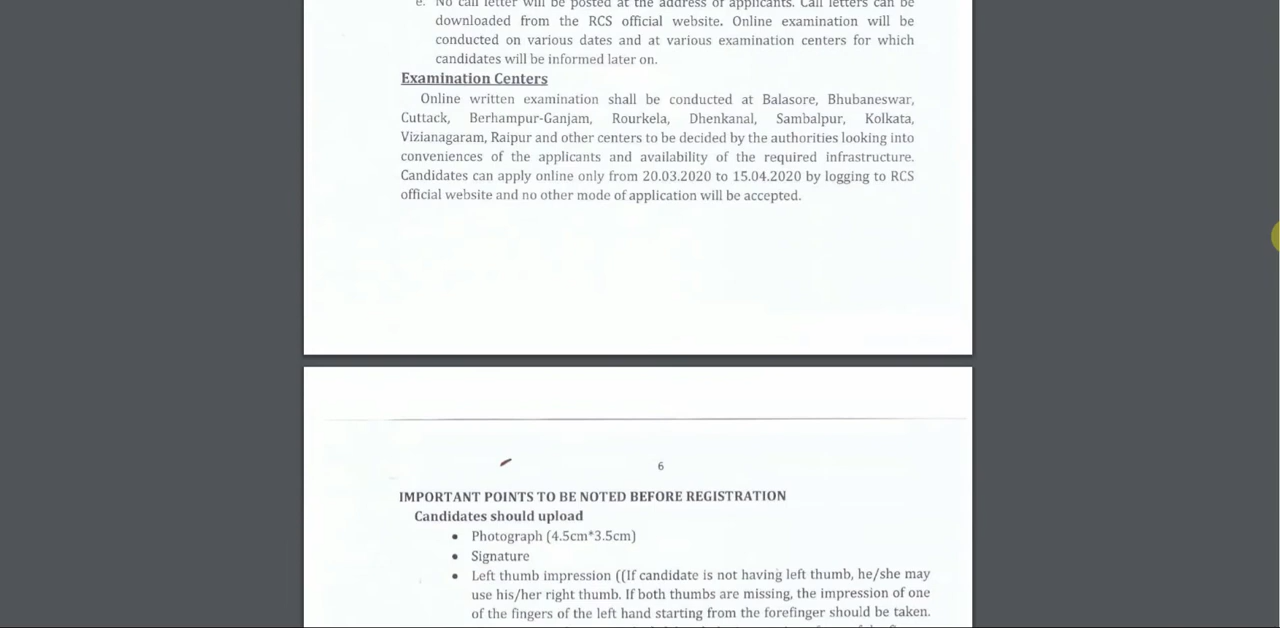 e. No call letter will be posted at the address of applicants. Call letters can be
downloaded from the RCS official website. Online examination will be
conducted on various dates and at various examination centers for which
candidates will be informed later on.
Examination Centers
Online written examination shall be conducted at Balasore, Bhubaneswar,
Cuttack, Berhampur-Ganjam, Rourkela, Dhenkanal, Sambalpur, Kolkata,
Vizianagaram, Raipur and other centers to be decided by the authorities looking into
conveniences of the applicants and availability of the required infrastructure.
Candidates can apply online only from 20.03.2020 to 15.04.2020 by logging to RCS
official website and no other mode of application will be accepted.
6
IMPORTANT POINTS TO BE NOTED BEFORE REGISTRATION
Candidates should upload
• Photograph (4.5cm*3.5cm)
• Signature
• Left thumb impression ((If candidate is not having left thumb, he/she may
use his/her right thumb. If both thumbs are missing, the impression of one
of the fingers of the left hand starting from the forefinger should be taken.